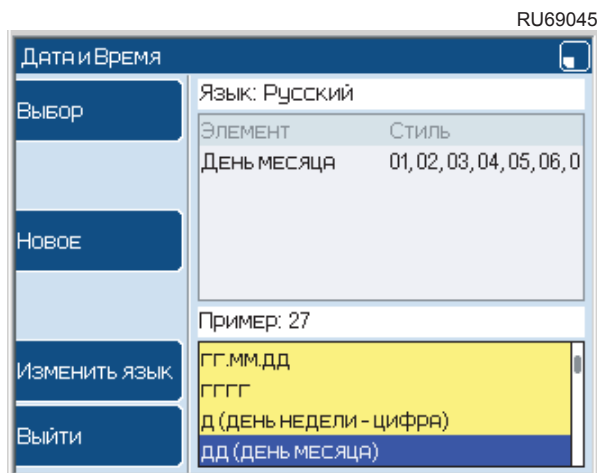 RU69045
Дата и Время
Выбор
Новое
Изменить язык
Выйти
Язык: Русский
Элемент Стиль
День месяца 01, 02, 03, 04, 05, 06, 0
Пример: 27
гг.мм.дд
гггг
д (день недели - цифра)
дд (день месяца)